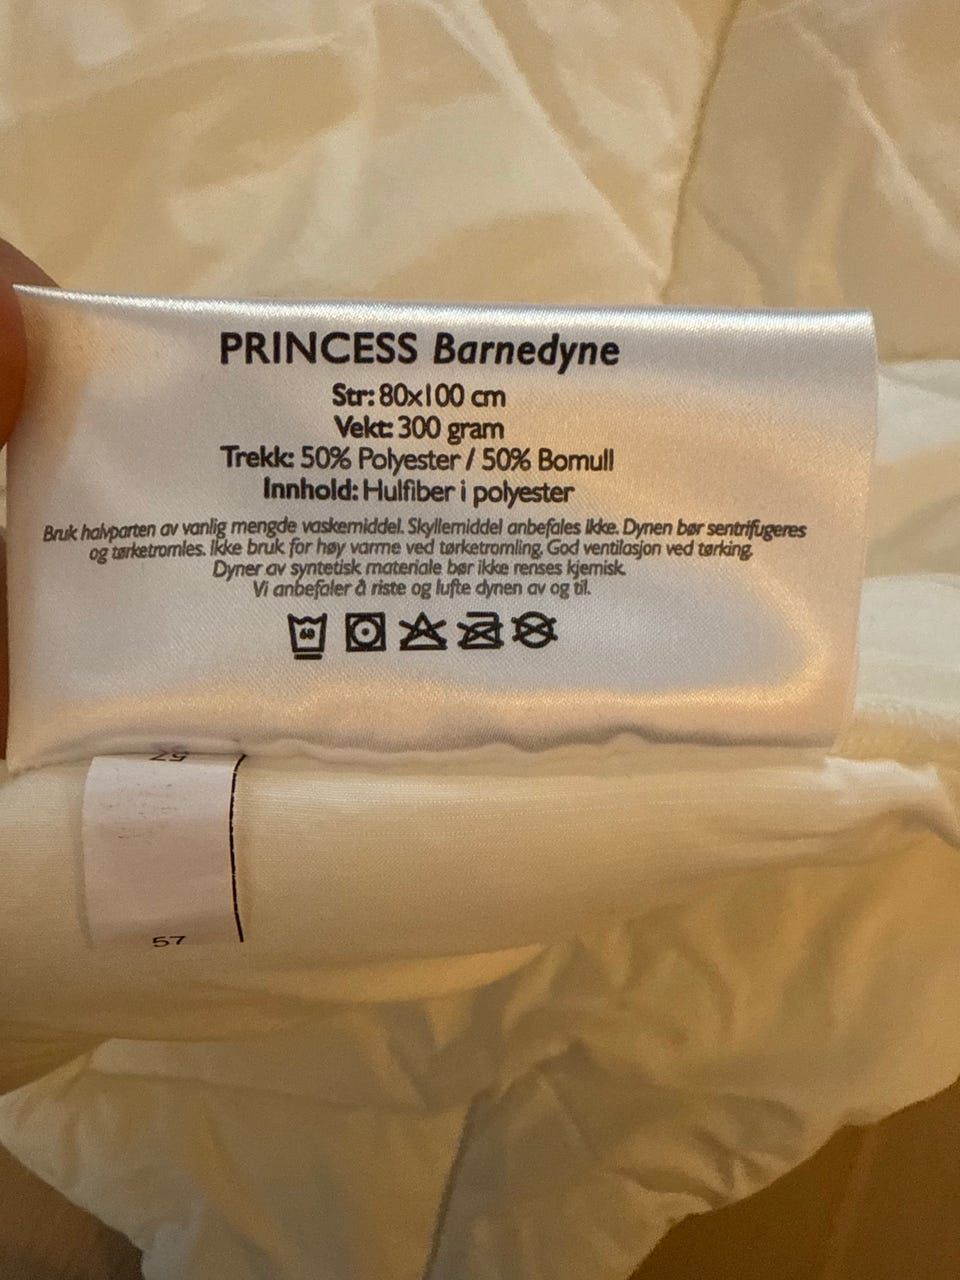 PRINCESS Barnedyne
Str: 80x100 cm
Vekt: 300 gram
Trekk: 50% Polyester / 50% Bomull
Innhold: Hulfiber i polyester
Bruk halvparten av vanlig mengde vaskemiddel. Skyllemiddel anbefales ikke. Dynen bør sentrifugeres
og tørketromles. Ikke bruk for høy varme ved tørketromling. God ventilasjon ved tørking.
Dyner av syntetisk materiale bør ikke renses kjemisk.
Vi anbefaler å riste og lufte dynen av og til.
60
57
57